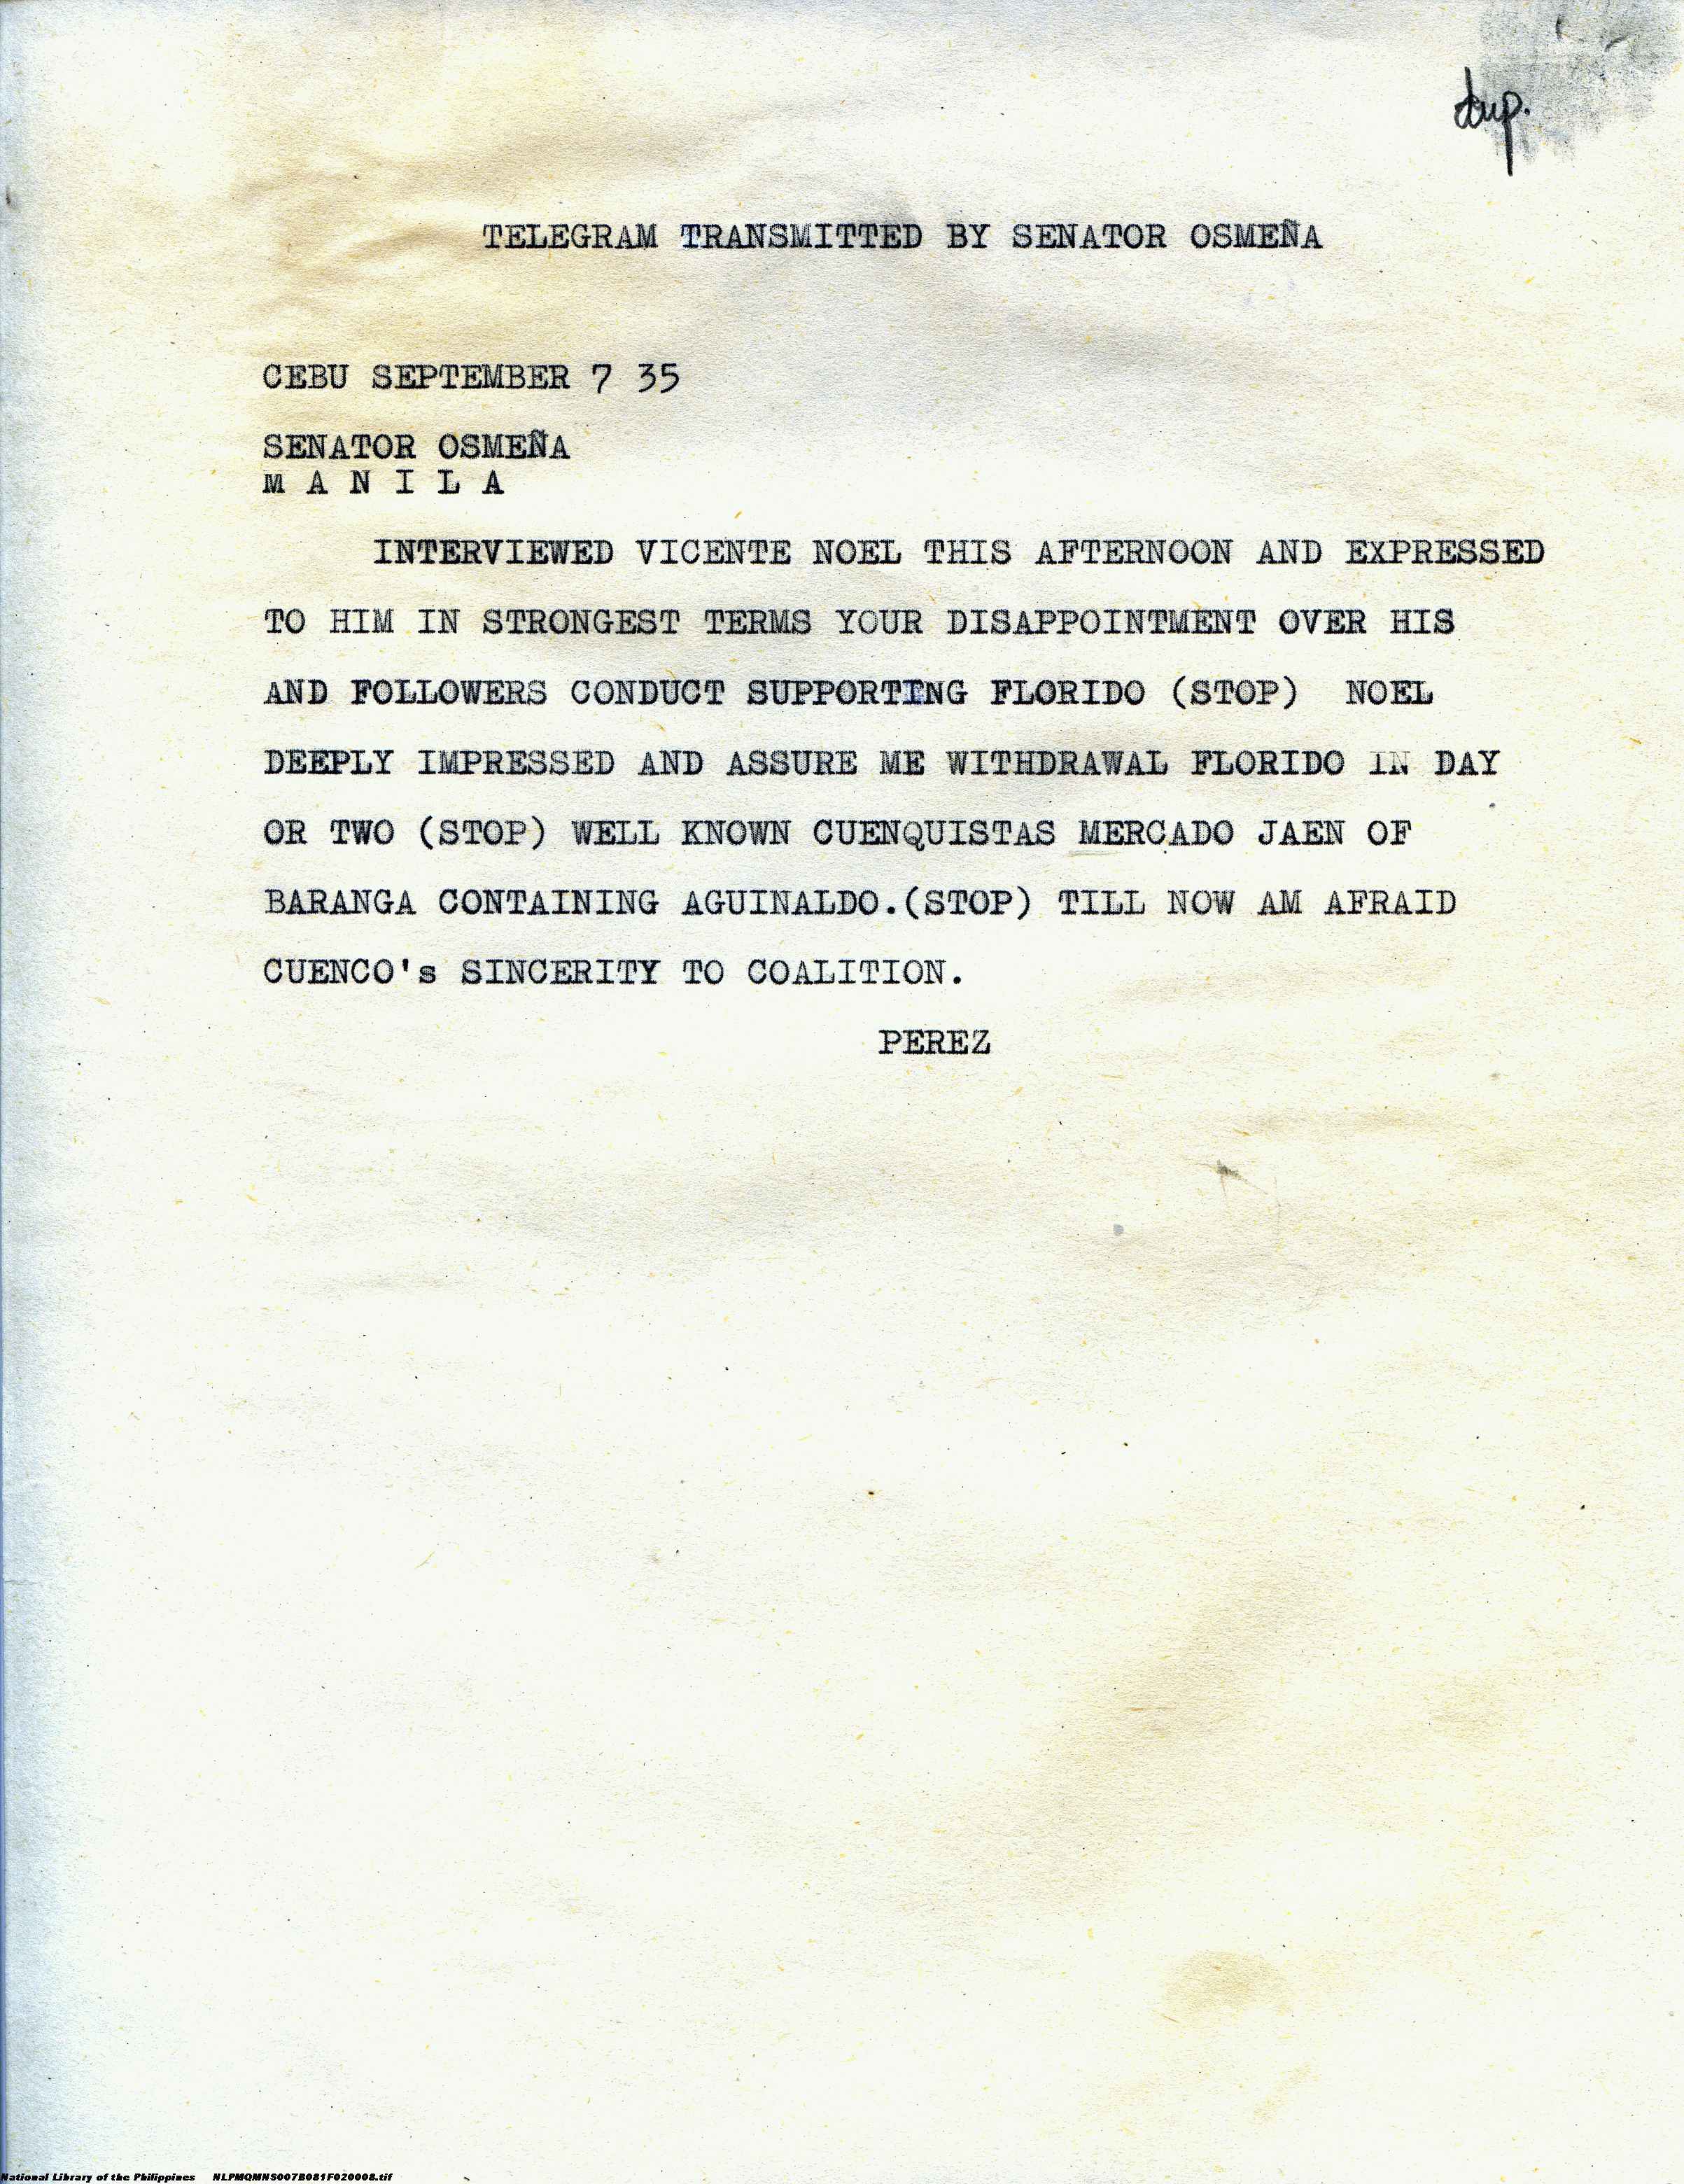 dup.
TELEGRAM TRANSMITTED BY SENATOR OSMEÑA
CEBU SEPTEMBER 7 35
SENATOR OSMEÑA
M A N I L A
INTERVIEWED VICENTE NOEL THIS AFTERNOON AND EXPRESSED
TO HIM IN STRONGEST TERMS YOUR DISAPPOINTMENT OVER HIS
AND FOLLOWERS CONDUCT SUPPORTING FLORIDO (STOP) NOEL
DEEPLY IMPRESSED AND ASSURE ME WITHDRAWAL FLORIDO IN DAY
OR TWO (STOP) WELL KNOWN CUENQUISTAS MERCADO JAEN OF
BARANGA CONTAINING AGUINALDO.(STOP) TILL NOW AM AFRAID
CUENCO's SINCERITY TO COALITION.
PEREZ
National Library of the Philippines NLPMQMNS007B081F020008.tif